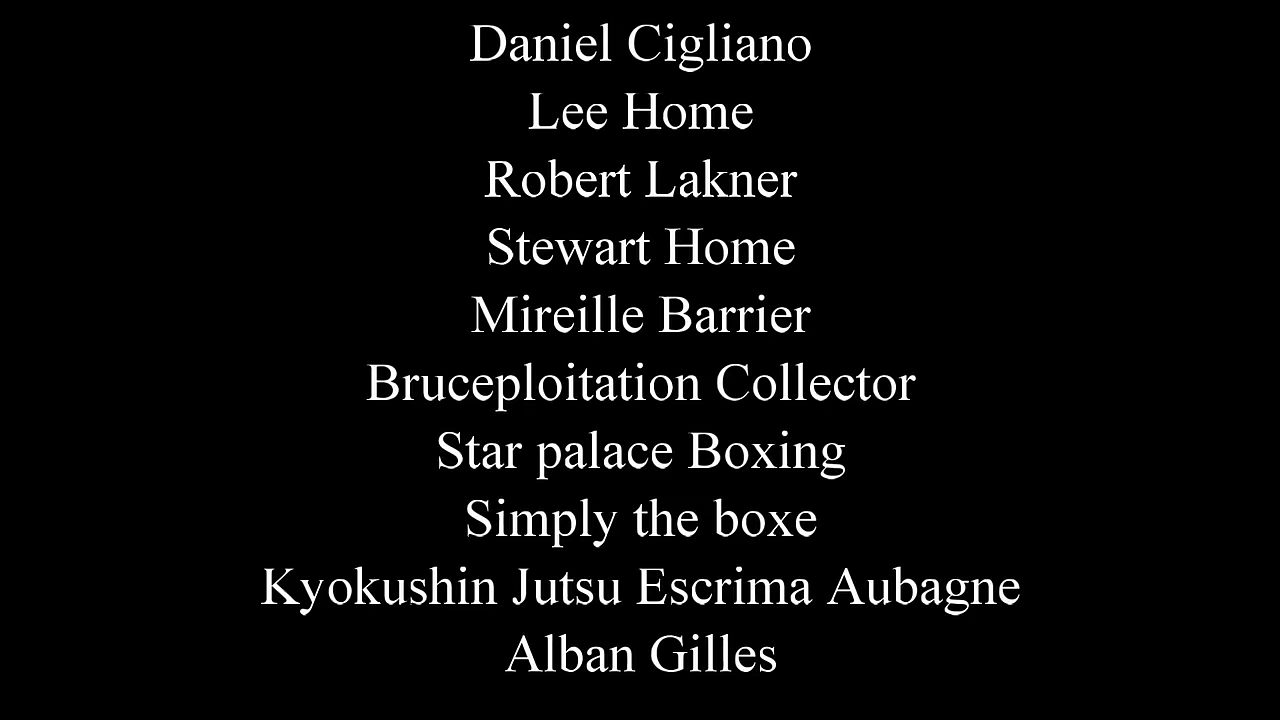 Daniel Cigliano
Lee Home
Robert Lakner
Stewart Home
Mireille Barrier
Bruceploitation Collector
Star palace Boxing
Simply the boxe
Kyokushin Jutsu Escrima Aubagne
Alban Gilles